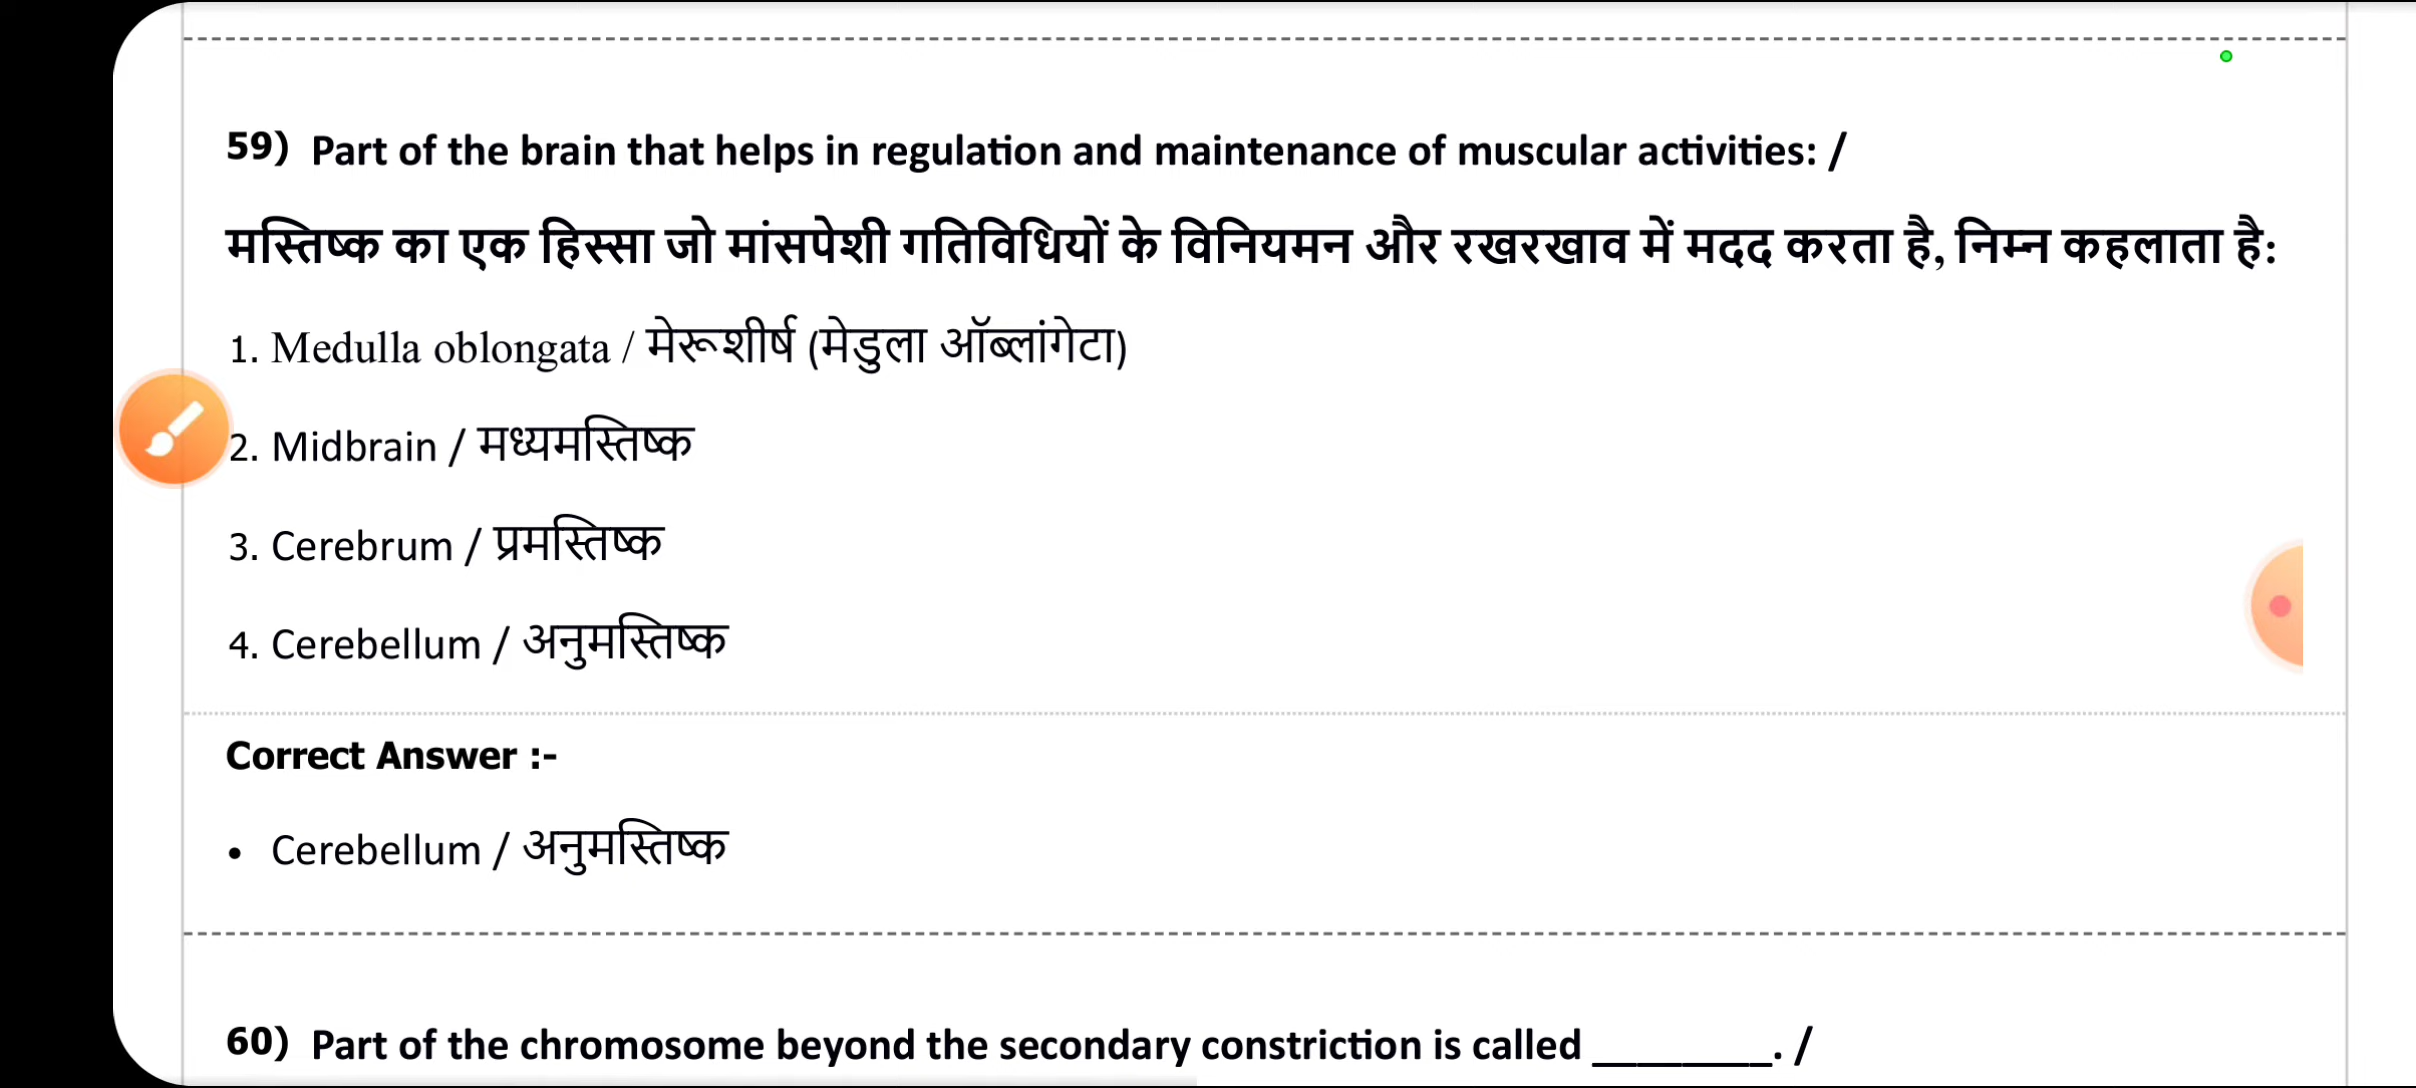 59) Part of the brain that helps in regulation and maintenance of muscular activities: /
मस्तिष्क का एक हिस्सा जो मांसपेशी गतिविधियों के विनियमन और रखरखाव में मदद करता है, निम्न कहलाता है:
1. Medulla oblongata / मेरूशीर्ष (मेडुला ऑब्लांगेटा)
2. Midbrain / मध्यमस्तिष्क
3. Cerebrum / प्रमस्तिष्क
4. Cerebellum / अनुमस्तिष्क
Correct Answer :-
• Cerebellum / अनुमस्तिष्क
60) Part of the chromosome beyond the secondary constriction is called ________. /